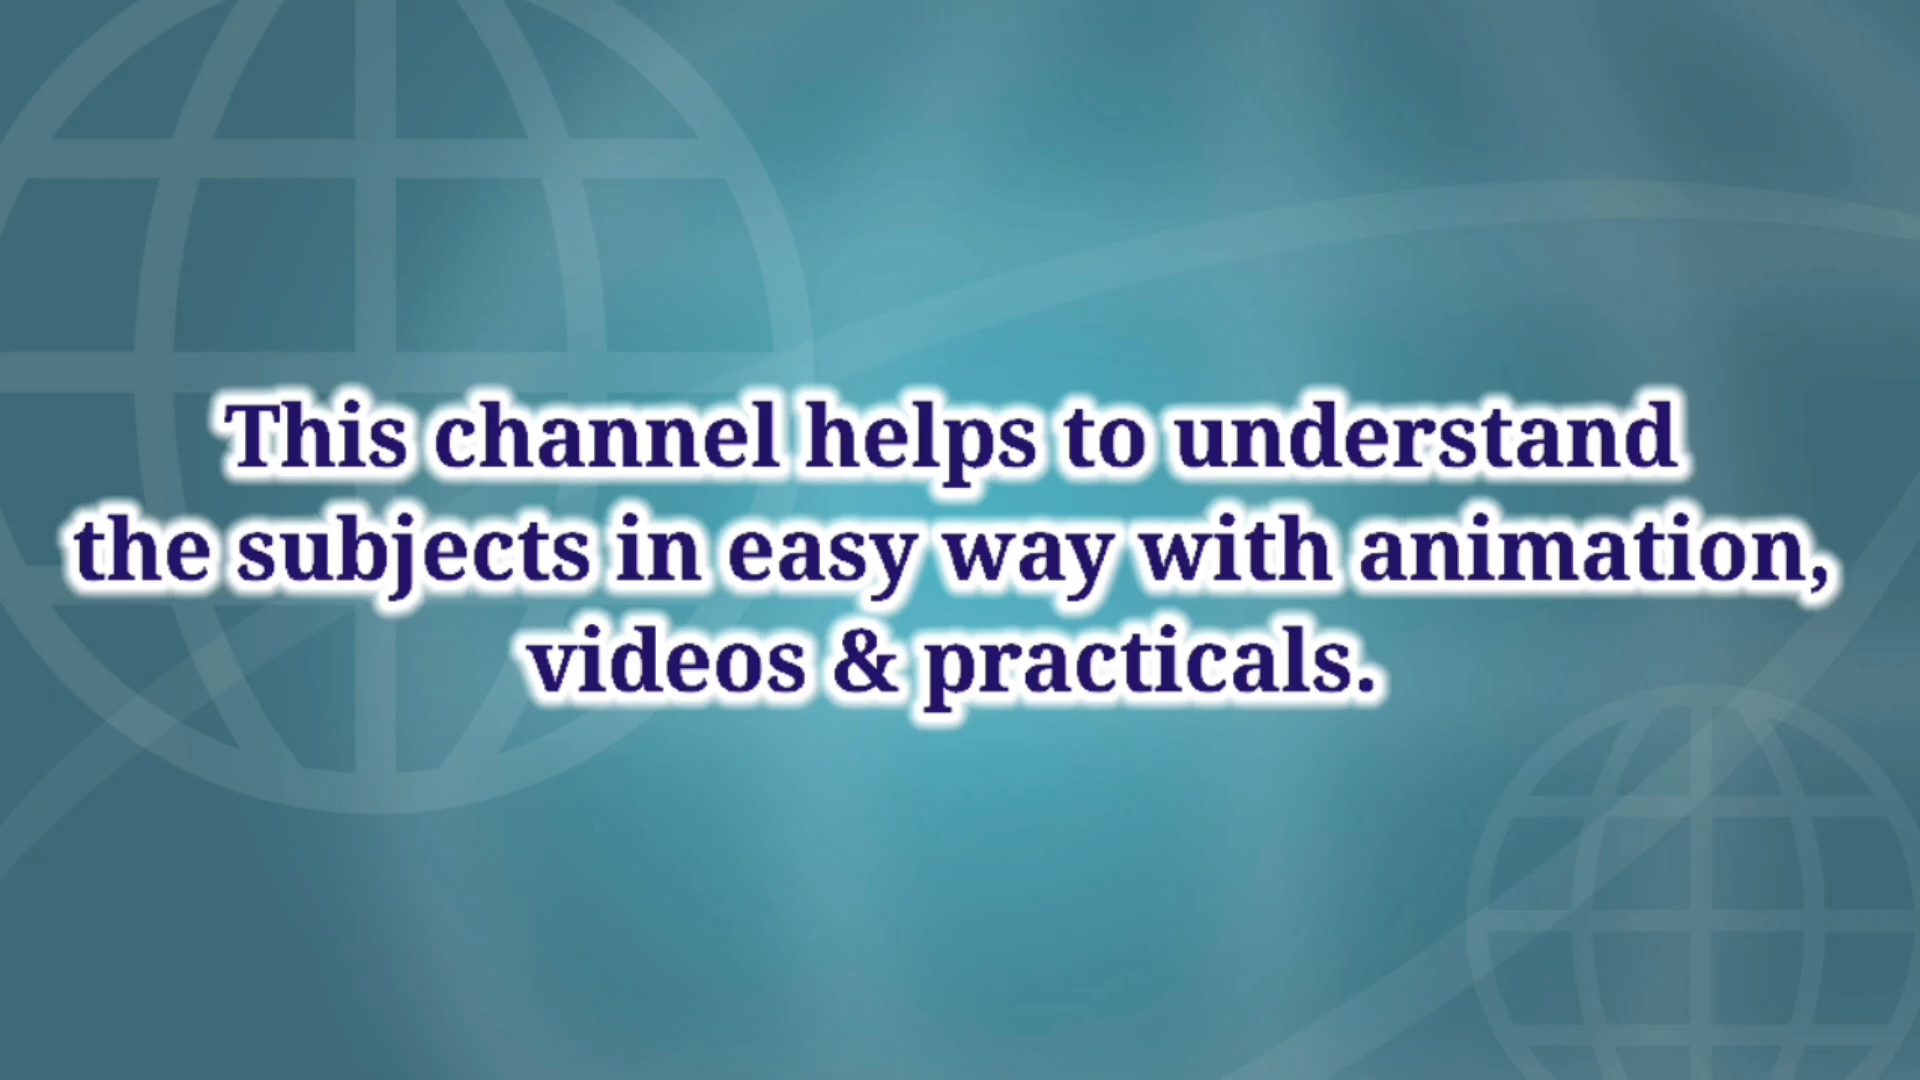 This channel helps to understand
the subjects in easy way with animation,
videos & practicals.